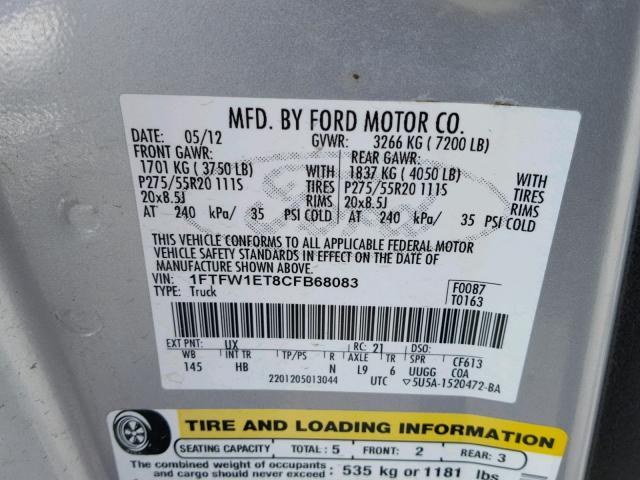 MFD. BY FORD MOTOR CO.
DATE: 05/12 GVWR: 3266 KG ( 7200 LB)
FRONT GAWR: REAR GAWR:
1701 KG ( 3750 LB) WITH 1837 KG ( 4050 LB) WITH
P275/55R20 111S TIRES P275/55R20 111S TIRES
20x8.5J RIMS 20x8.5J RIMS
AT 240 kPa/ 35 PSI COLD AT 240 kPa/ 35 PSI COLD
THIS VEHICLE CONFORMS TO ALL APPLICABLE FEDERAL MOTOR
VEHICLE SAFETY STANDARDS IN EFFECT ON THE DATE OF
MANUFACTURE SHOWN ABOVE.
VIN: 1FTFW1ET8CFB68083 F0087
TYPE: Truck T0163
Ford
EXT PNT: UX RC: 21 DSO:
WB INT TR TP/PS R AXLE TR SPR CF613
145 HB N L9 6 UUGG COA
2201205013044 UTC ▽5U5A-1520472-BA
TIRE AND LOADING INFORMATION
SEATING CAPACITY TOTAL: 5 FRONT: 2 REAR: 3
The combined weight of occupants
and cargo should never exceed: 535 kg or 1181 lbs